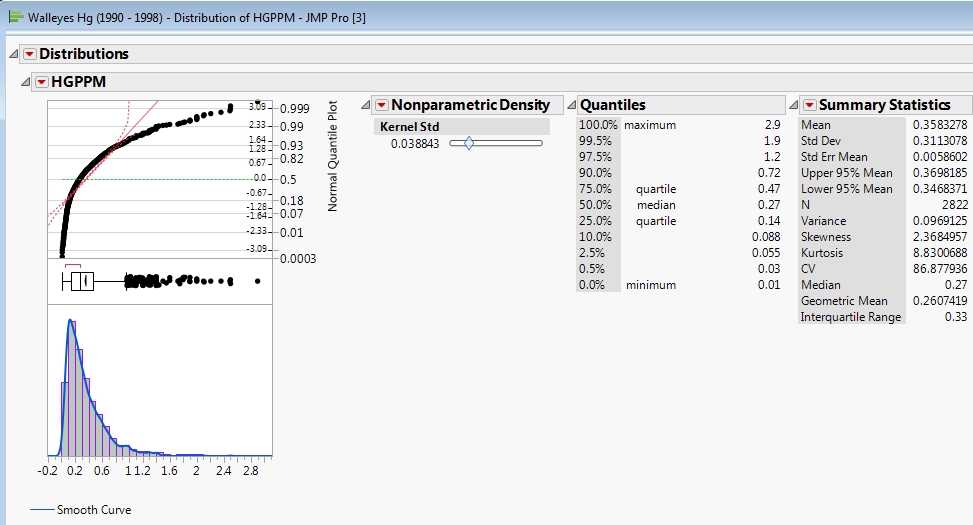 Walleyes Hg (1990 - 1998) - Distribution of HGPPM - JMP Pro [3]
Distributions
HGPPM
3.09 0.999
2.33 0.99
1.64 0.93
1.28 0.82
0.67
0.0 0.5
-0.67
-1.28 0.18
-1.64 0.07
-2.33 0.01
-3.09 0.0003
Normal Quantile Plot
-0.2 0.2 0.6 1 1.2 1.6 2 2.4 2.8
Smooth Curve
Nonparametric Density
Kernel Std
0.038843
Quantiles
100.0% maximum 2.9
99.5% 1.9
97.5% 1.2
90.0% 0.72
75.0% quartile 0.47
50.0% median 0.27
25.0% quartile 0.14
10.0% 0.088
2.5% 0.055
0.5% 0.03
0.0% minimum 0.01
Summary Statistics
Mean 0.3583278
Std Dev 0.3113078
Std Err Mean 0.0058602
Upper 95% Mean 0.3698185
Lower 95% Mean 0.3468371
N 2822
Variance 0.0969125
Skewness 2.3684957
Kurtosis 8.8300688
CV 86.877936
Median 0.27
Geometric Mean 0.2607419
Interquartile Range 0.33